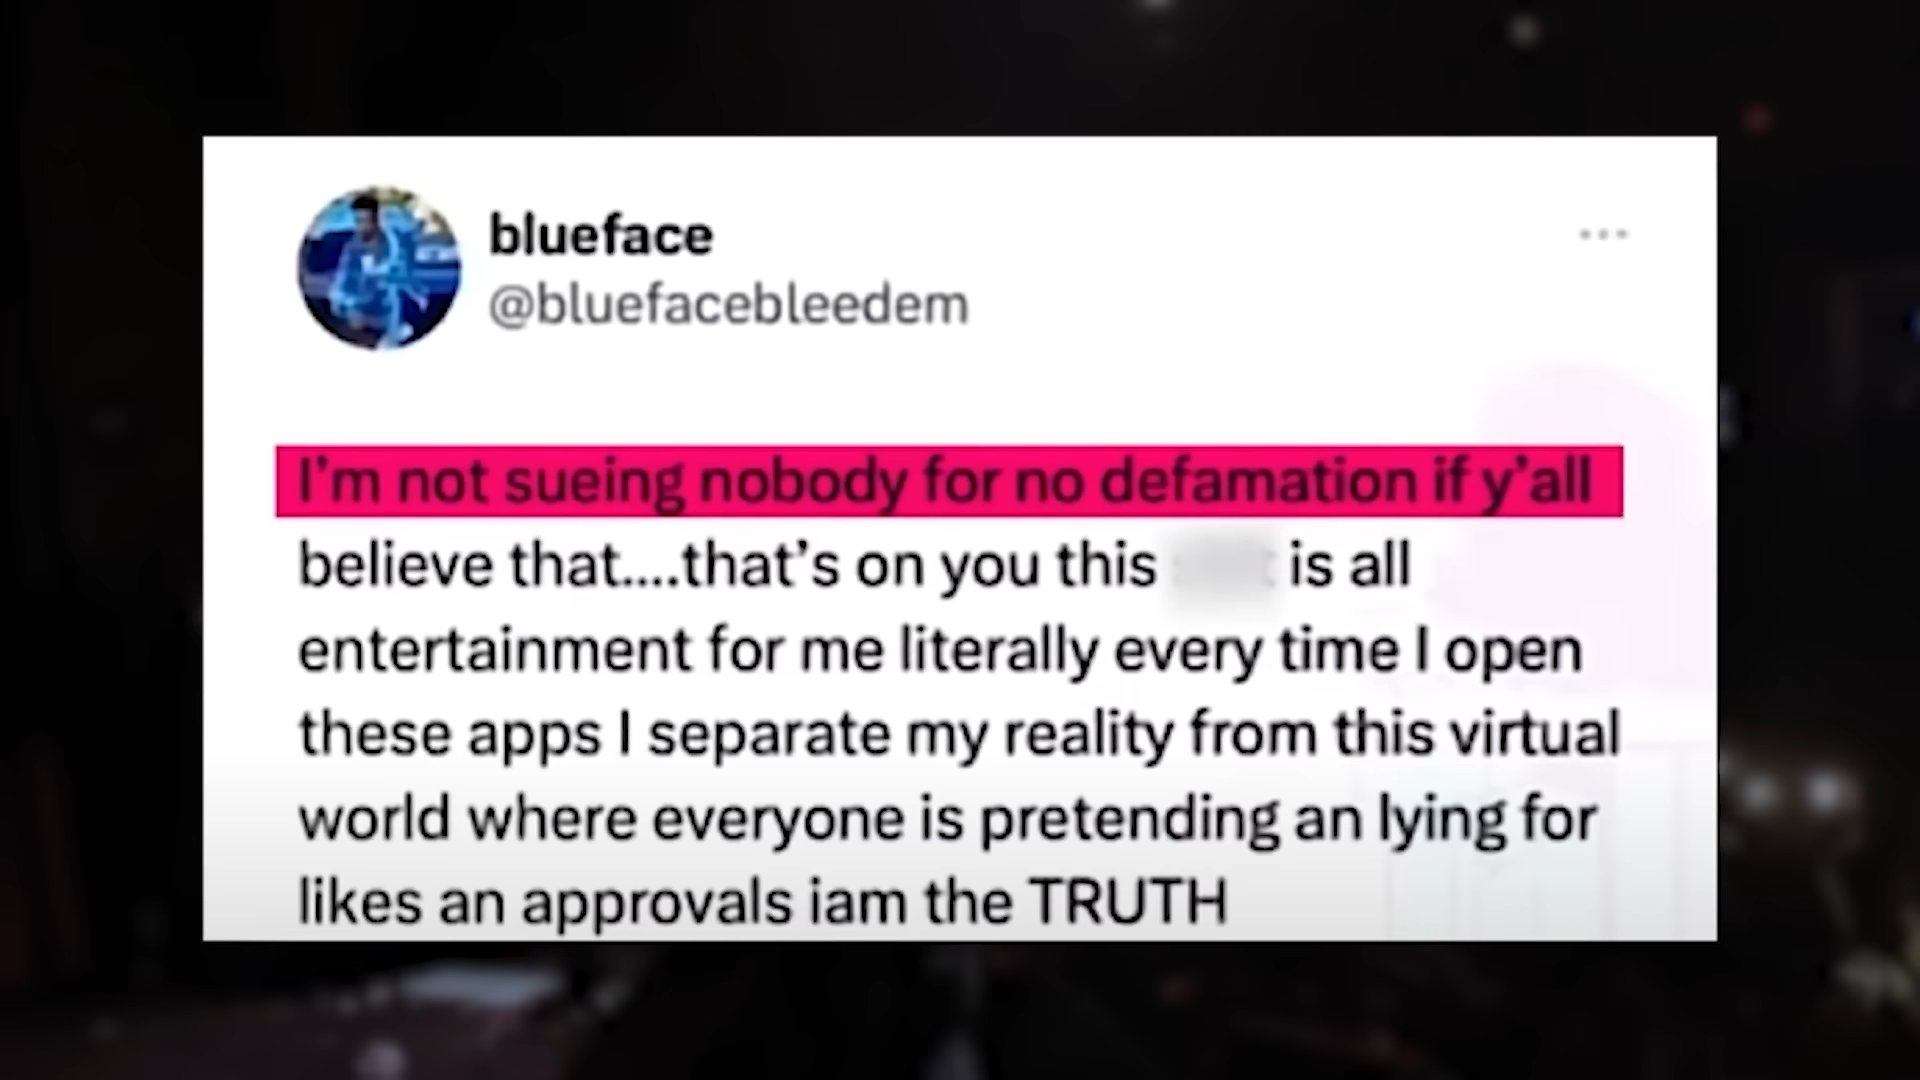 blueface
@bluefacebleedem
I'm not sueing nobody for no defamation if y'all
believe that....that's on you this is all
entertainment for me literally every time I open
these apps I separate my reality from this virtual
world where everyone is pretending an lying for
likes an approvals iam the TRUTH